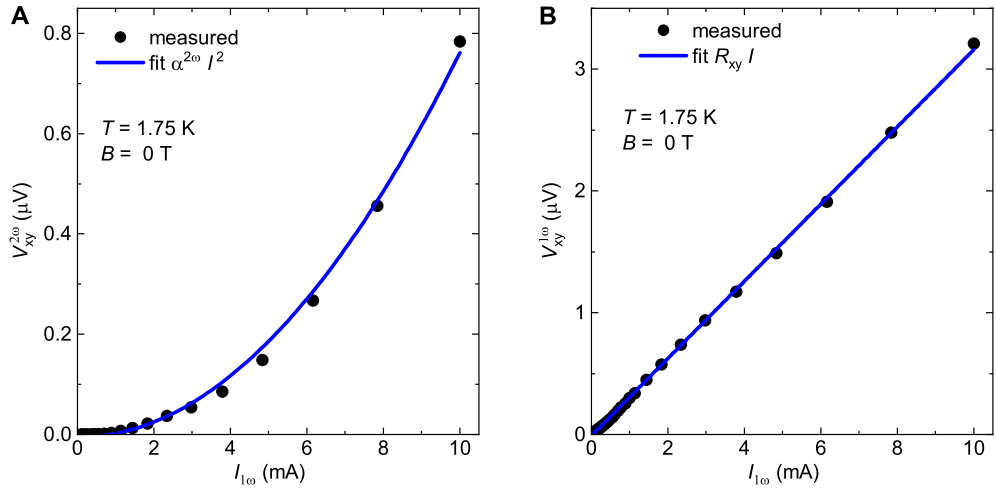 A
measured
fit α²ω I ²
T = 1.75 K
B = 0 T
0.8
0.6
0.4
0.2
0.0
0 2 4 6 8 10
V²ωxy (μV)
I1ω (mA)
B
measured
fit Rxy I
T = 1.75 K
B = 0 T
3
2
1
0
0 2 4 6 8 10
V¹ωxy (μV)
I1ω (mA)